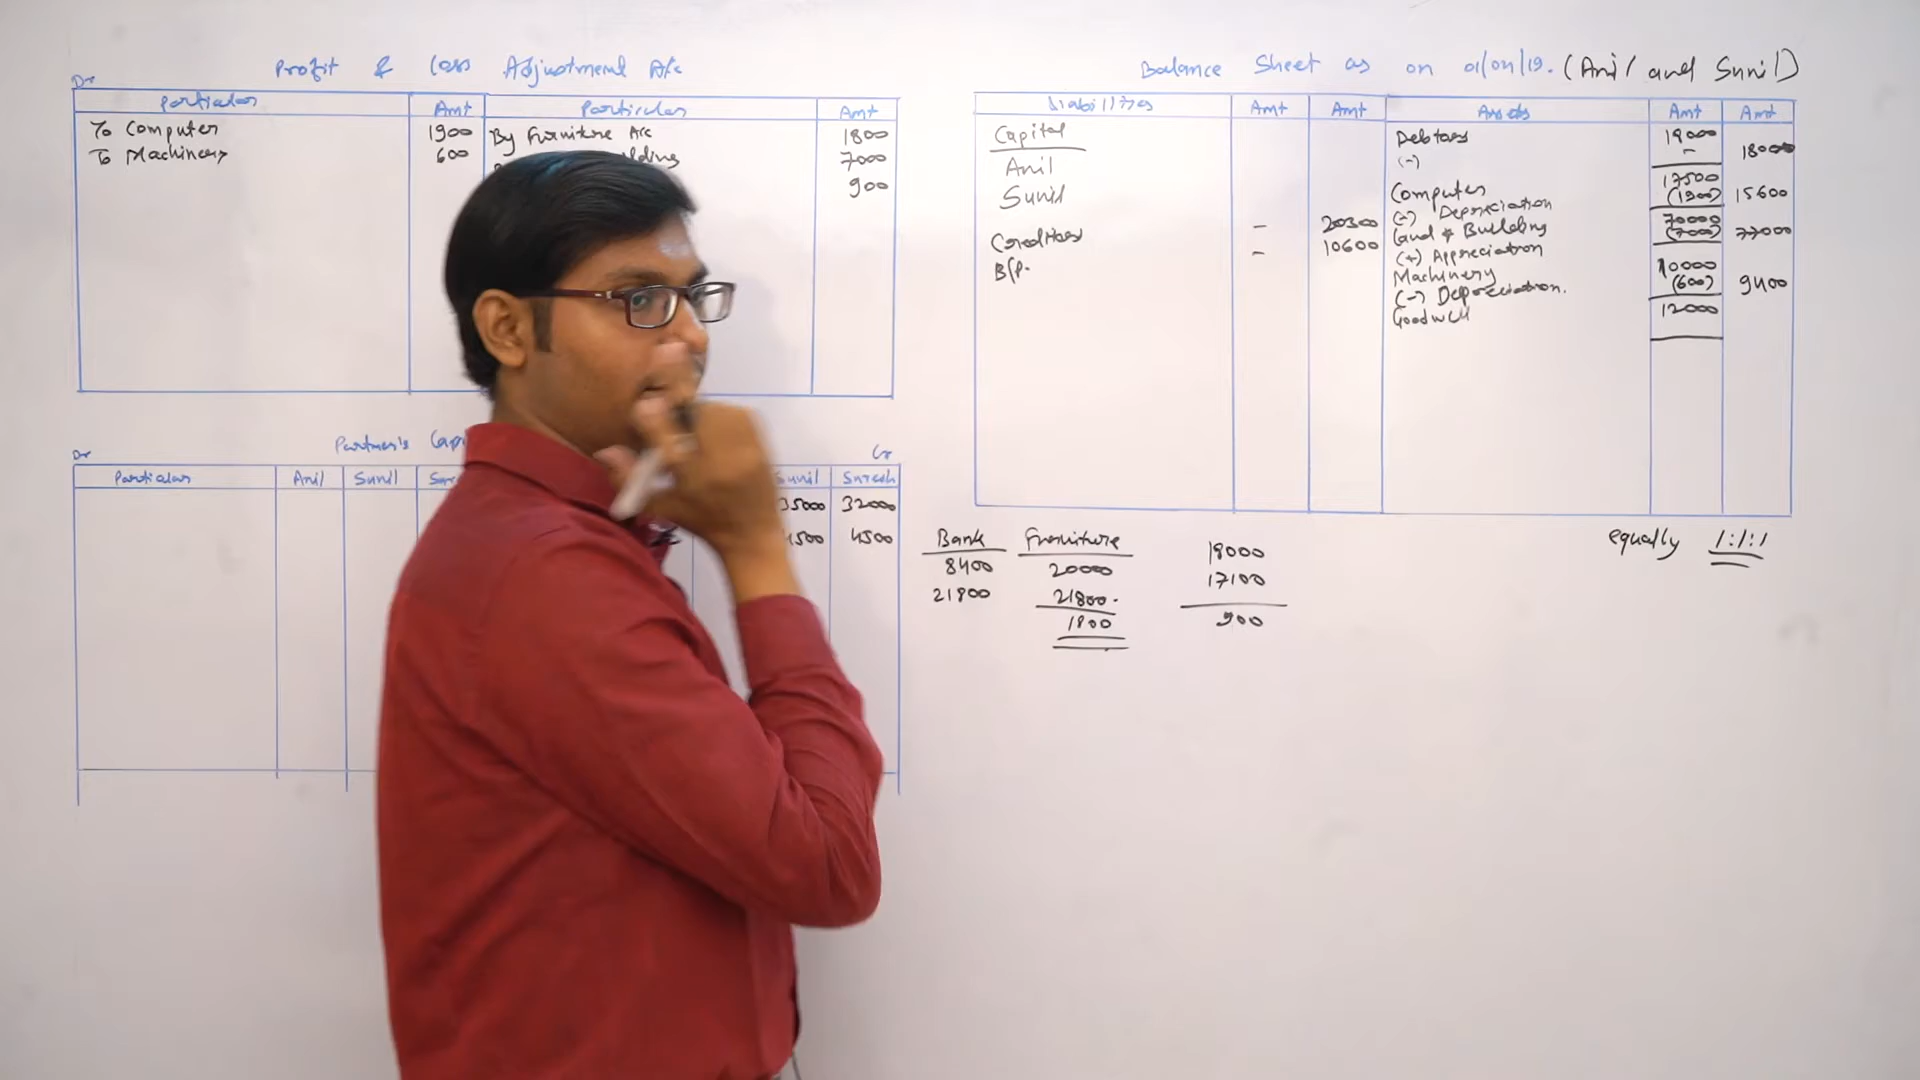 Profit & Loss Adjustment A/c
Dr
Particulars Amt Particulars Amt
To Computer 1900 By Furniture A/c 1800
To Machinery 600 7000
900
Partner's Capi
Dr Cr
Particulars Anil Sunil Sunil Suresh
35000 32000
4500
Balance Sheet as on 01/04/19. (Anil and Sunil)
Liabilities Amt Amt Assets Amt Amt
Capital Debtors 18000
Anil (-) -
Sunil Computer 17500
(-) Depreciation (1900) 15600
Creditors - 20300 Land & Building 70000
B/P. - 10600 (+) Appreciation (7000) 77000
Machinery 10000
(-) Depreciation. (600) 9400
Goodwill 12000
Bank Furniture
8400 20000
21800 21800.
1800
18000
17100
900
equally 1:1:1